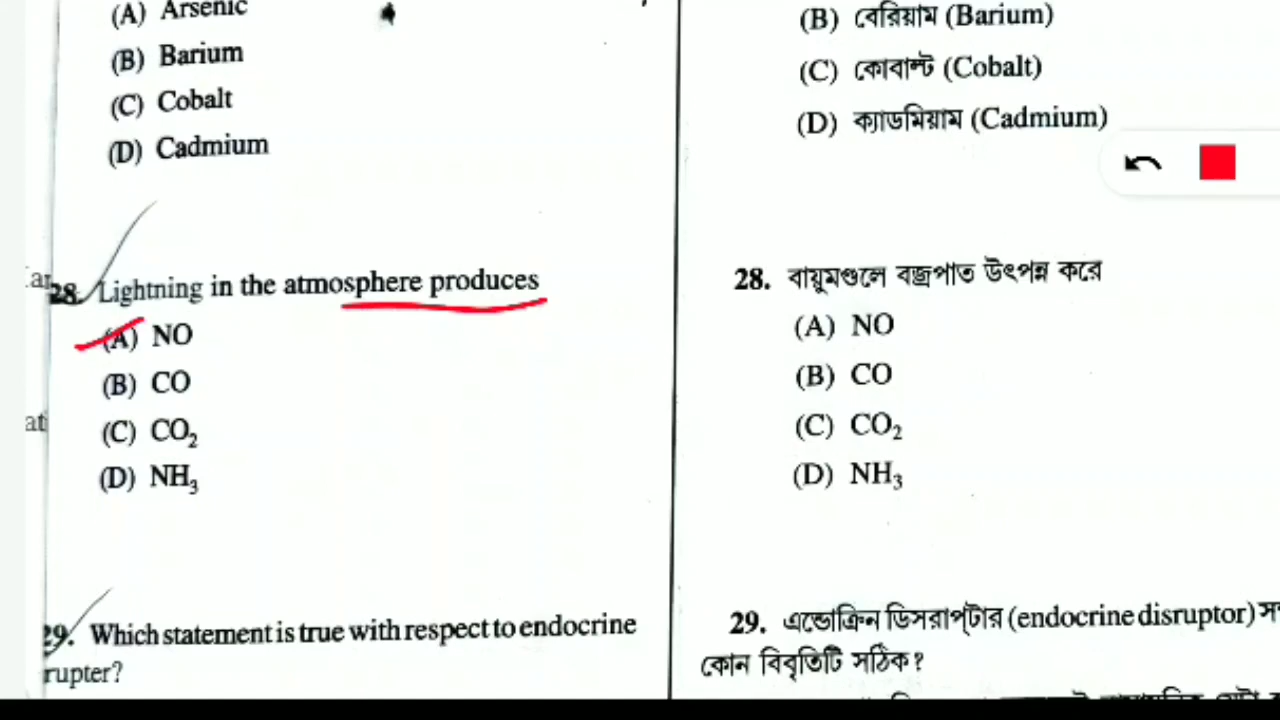 (A) Arsenic
(B) Barium
(C) Cobalt
(D) Cadmium
28. Lightning in the atmosphere produces
(A) NO
(B) CO
(C) CO₂
(D) NH₃
29. Which statement is true with respect to endocrine
rupter?
(B) বেরিয়াম (Barium)
(C) কোবাল্ট (Cobalt)
(D) ক্যাডমিয়াম (Cadmium)
28. বায়ুমণ্ডলে বজ্রপাত উৎপন্ন করে
(A) NO
(B) CO
(C) CO₂
(D) NH₃
29. এন্ডোক্রিন ডিসরাপ্টার (endocrine disruptor)
কোন বিবৃতিটি সঠিক?